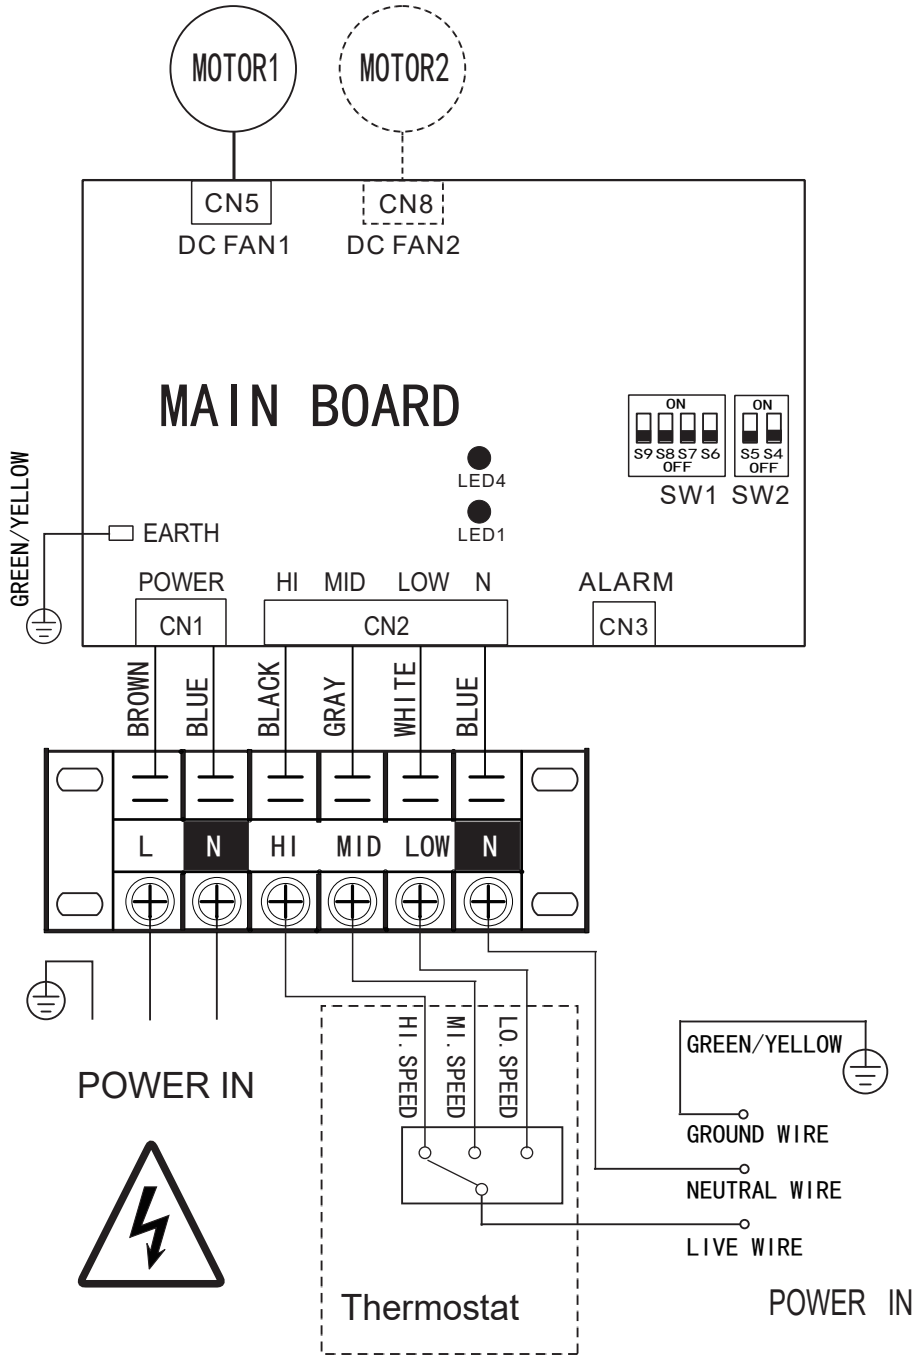 MOTOR1 MOTOR2
CN5 CN8
DC FAN1 DC FAN2
MAIN BOARD
ON ON
S9 S8 S7 S6 S5 S4
OFF OFF
SW1 SW2
LED4
LED1
GREEN/YELLOW
EARTH
POWER HI MID LOW N ALARM
CN1 CN2 CN3
BROWN BLUE BLACK GRAY WHITE BLUE
L N HI MID LOW N
HI. SPEED MI. SPEED LO. SPEED
GREEN/YELLOW
POWER IN
GROUND WIRE
NEUTRAL WIRE
LIVE WIRE
Thermostat
POWER IN